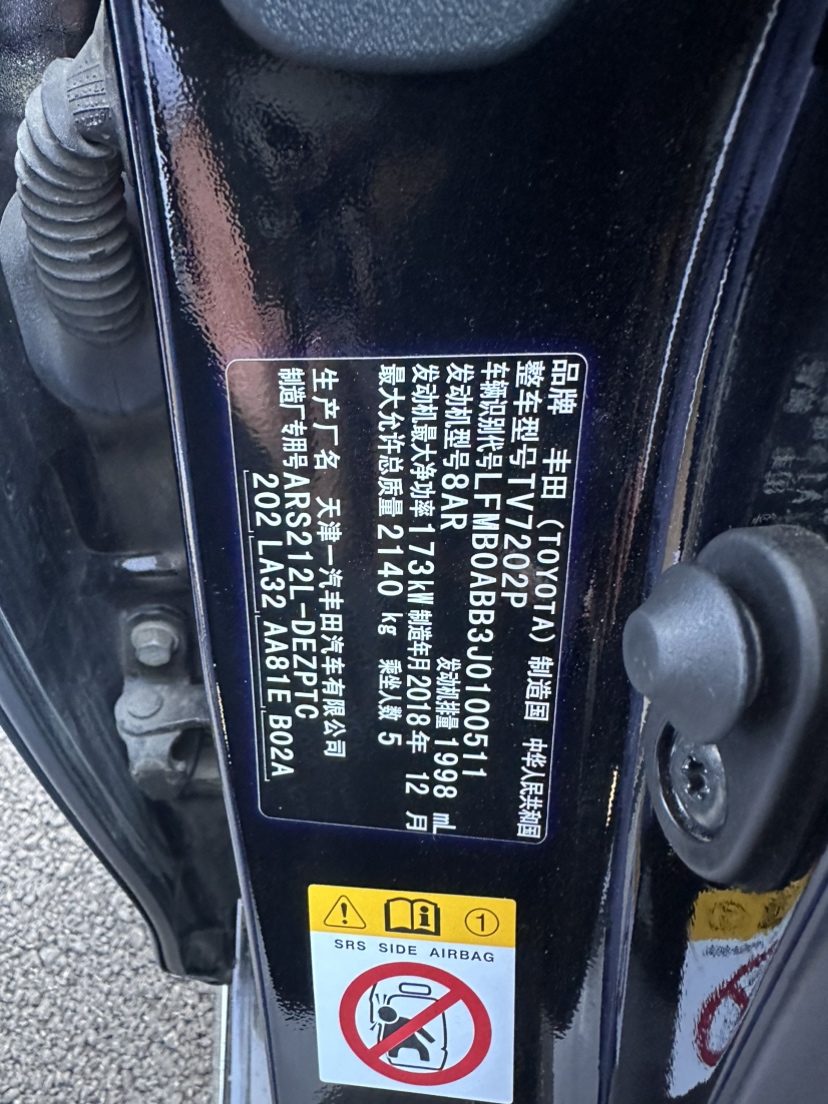 品牌 丰田 (TOYOTA) 制造国 中华人民共和国
整车型号 TV7202P
车辆识别代号 LFMB0ABB3J0100511
发动机型号 8AR 发动机排量 1998 mL
发动机最大净功率 173kW 制造年月 2018年 12月
最大允许总质量 2140 kg 乘坐人数 5
生产厂名 天津一汽丰田汽车有限公司
制造厂专用号 ARS212L-DEZPTC
202 LA32 AA81E B02A
1
SRS SIDE AIRBAG